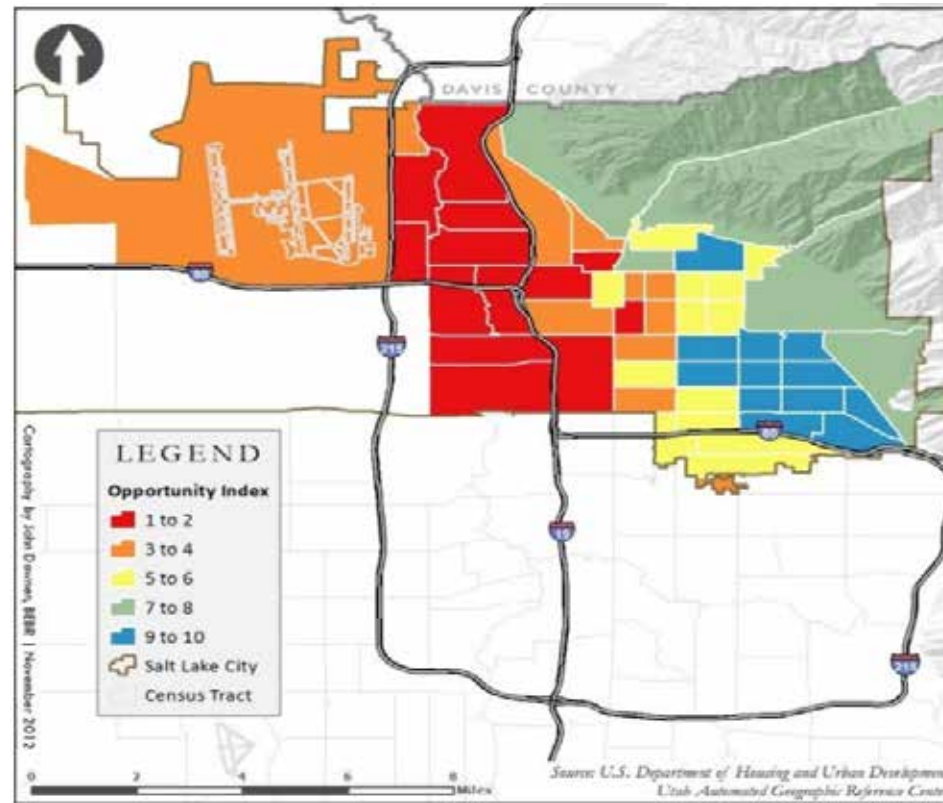 DAVIS COUNTY
80
215
80
15
215
LEGEND
Opportunity Index
1 to 2
3 to 4
5 to 6
7 to 8
9 to 10
Salt Lake City
Census Tract
Cartography by John Downen, BEBR | November 2012
0 2 4 6 8 Miles
Source: U.S. Department of Housing and Urban Developmen
Utah Automated Geographic Reference Cente